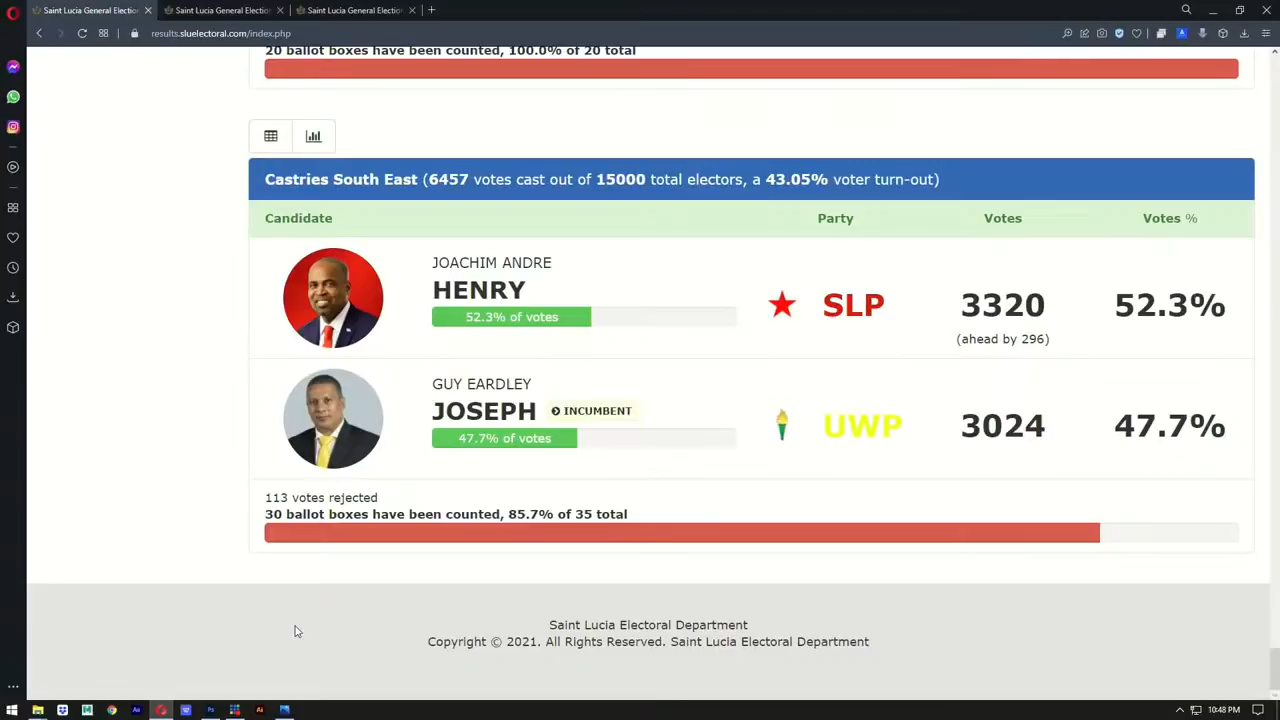 Saint Lucia General Election
Saint Lucia General Electio
Saint Lucia General Electio
results.sluelectoral.com/index.php
20 ballot boxes have been counted, 100.0% of 20 total
Castries South East (6457 votes cast out of 15000 total electors, a 43.05% voter turn-out)
Candidate Party Votes Votes %
JOACHIM ANDRE
HENRY
52.3% of votes
SLP 3320 52.3%
(ahead by 296)
GUY EARDLEY
JOSEPH INCUMBENT
47.7% of votes
UWP 3024 47.7%
113 votes rejected
30 ballot boxes have been counted, 85.7% of 35 total
Saint Lucia Electoral Department
Copyright © 2021. All Rights Reserved. Saint Lucia Electoral Department
10:48 PM